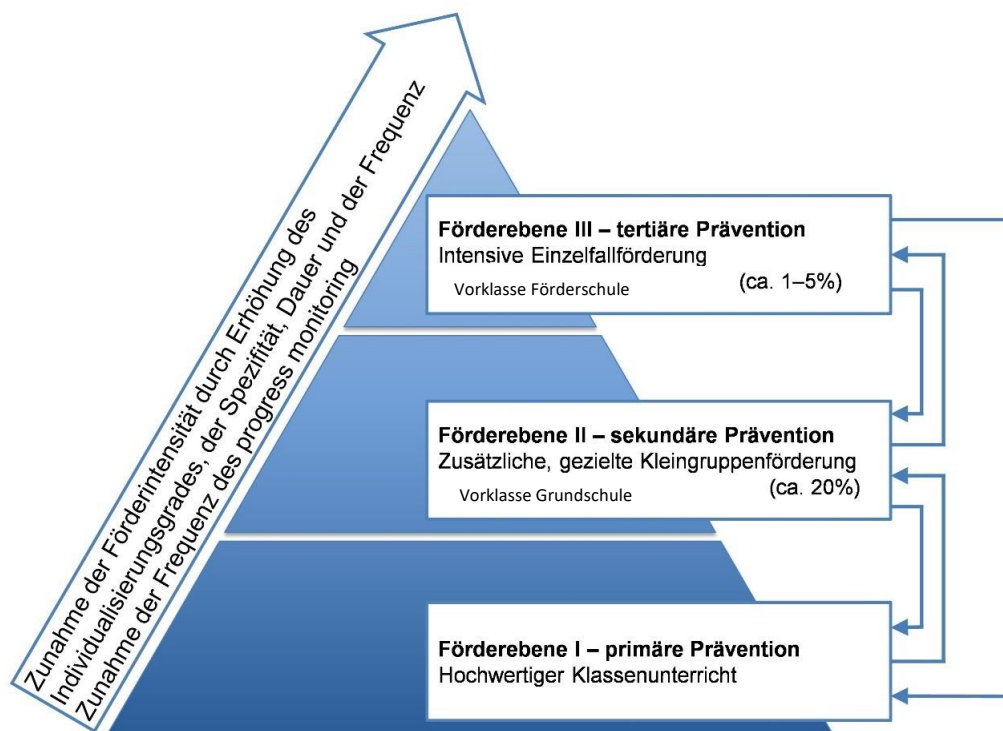 Zunahme der Förderintensität durch Erhöhung des
Individualisierungsgrades, der Spezifität, Dauer und der Frequenz
Zunahme der Frequenz des progress monitoring
Förderebene III – tertiäre Prävention
Intensive Einzelfallförderung
(ca. 1–5%)
Vorklasse Förderschule
Förderebene II – sekundäre Prävention
Zusätzliche, gezielte Kleingruppenförderung
(ca. 20%)
Vorklasse Grundschule
Förderebene I – primäre Prävention
Hochwertiger Klassenunterricht